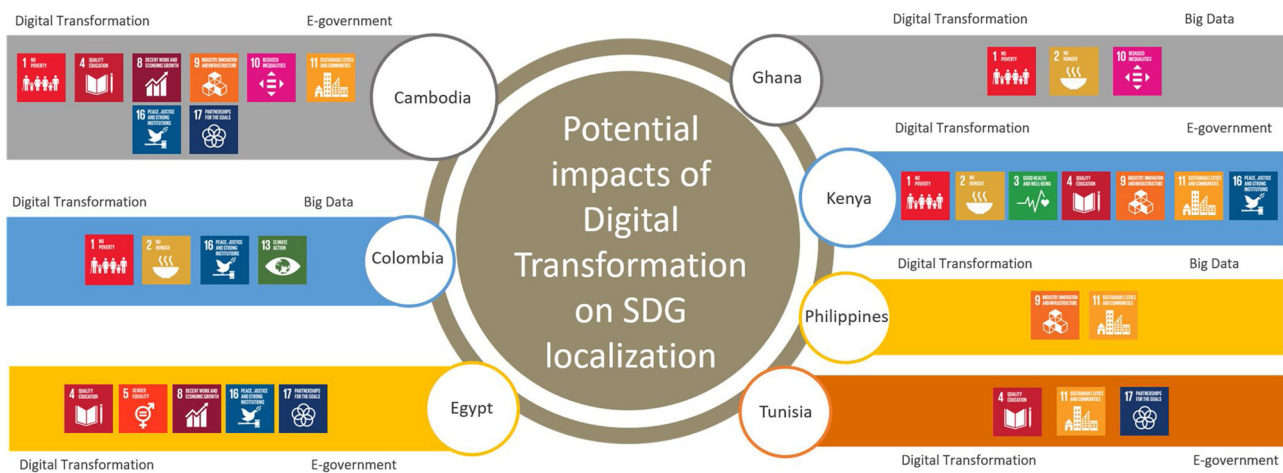 Digital Transformation E-government
1 NO POVERTY
4 QUALITY EDUCATION
8 DECENT WORK AND ECONOMIC GROWTH
9 INDUSTRY, INNOVATION AND INFRASTRUCTURE
10 REDUCED INEQUALITIES
11 SUSTAINABLE CITIES AND COMMUNITIES
16 PEACE, JUSTICE AND STRONG INSTITUTIONS
17 PARTNERSHIPS FOR THE GOALS
Cambodia
Digital Transformation Big Data
1 NO POVERTY
2 NO HUNGER
16 PEACE, JUSTICE AND STRONG INSTITUTIONS
13 CLIMATE ACTION
Colombia
4 QUALITY EDUCATION
5 GENDER EQUALITY
8 DECENT WORK AND ECONOMIC GROWTH
16 PEACE, JUSTICE AND STRONG INSTITUTIONS
17 PARTNERSHIPS FOR THE GOALS
Egypt
Digital Transformation E-government
Potential
impacts of
Digital
Transformation
on SDG
localization
Digital Transformation Big Data
Ghana
1 NO POVERTY
2 NO HUNGER
10 REDUCED INEQUALITIES
Digital Transformation E-government
Kenya
1 NO POVERTY
2 NO HUNGER
3 GOOD HEALTH AND WELL-BEING
4 QUALITY EDUCATION
9 INDUSTRY, INNOVATION AND INFRASTRUCTURE
11 SUSTAINABLE CITIES AND COMMUNITIES
16 PEACE, JUSTICE AND STRONG INSTITUTIONS
Digital Transformation Big Data
Philippines
9 INDUSTRY, INNOVATION AND INFRASTRUCTURE
11 SUSTAINABLE CITIES AND COMMUNITIES
Tunisia
4 QUALITY EDUCATION
11 SUSTAINABLE CITIES AND COMMUNITIES
17 PARTNERSHIPS FOR THE GOALS
Digital Transformation E-government